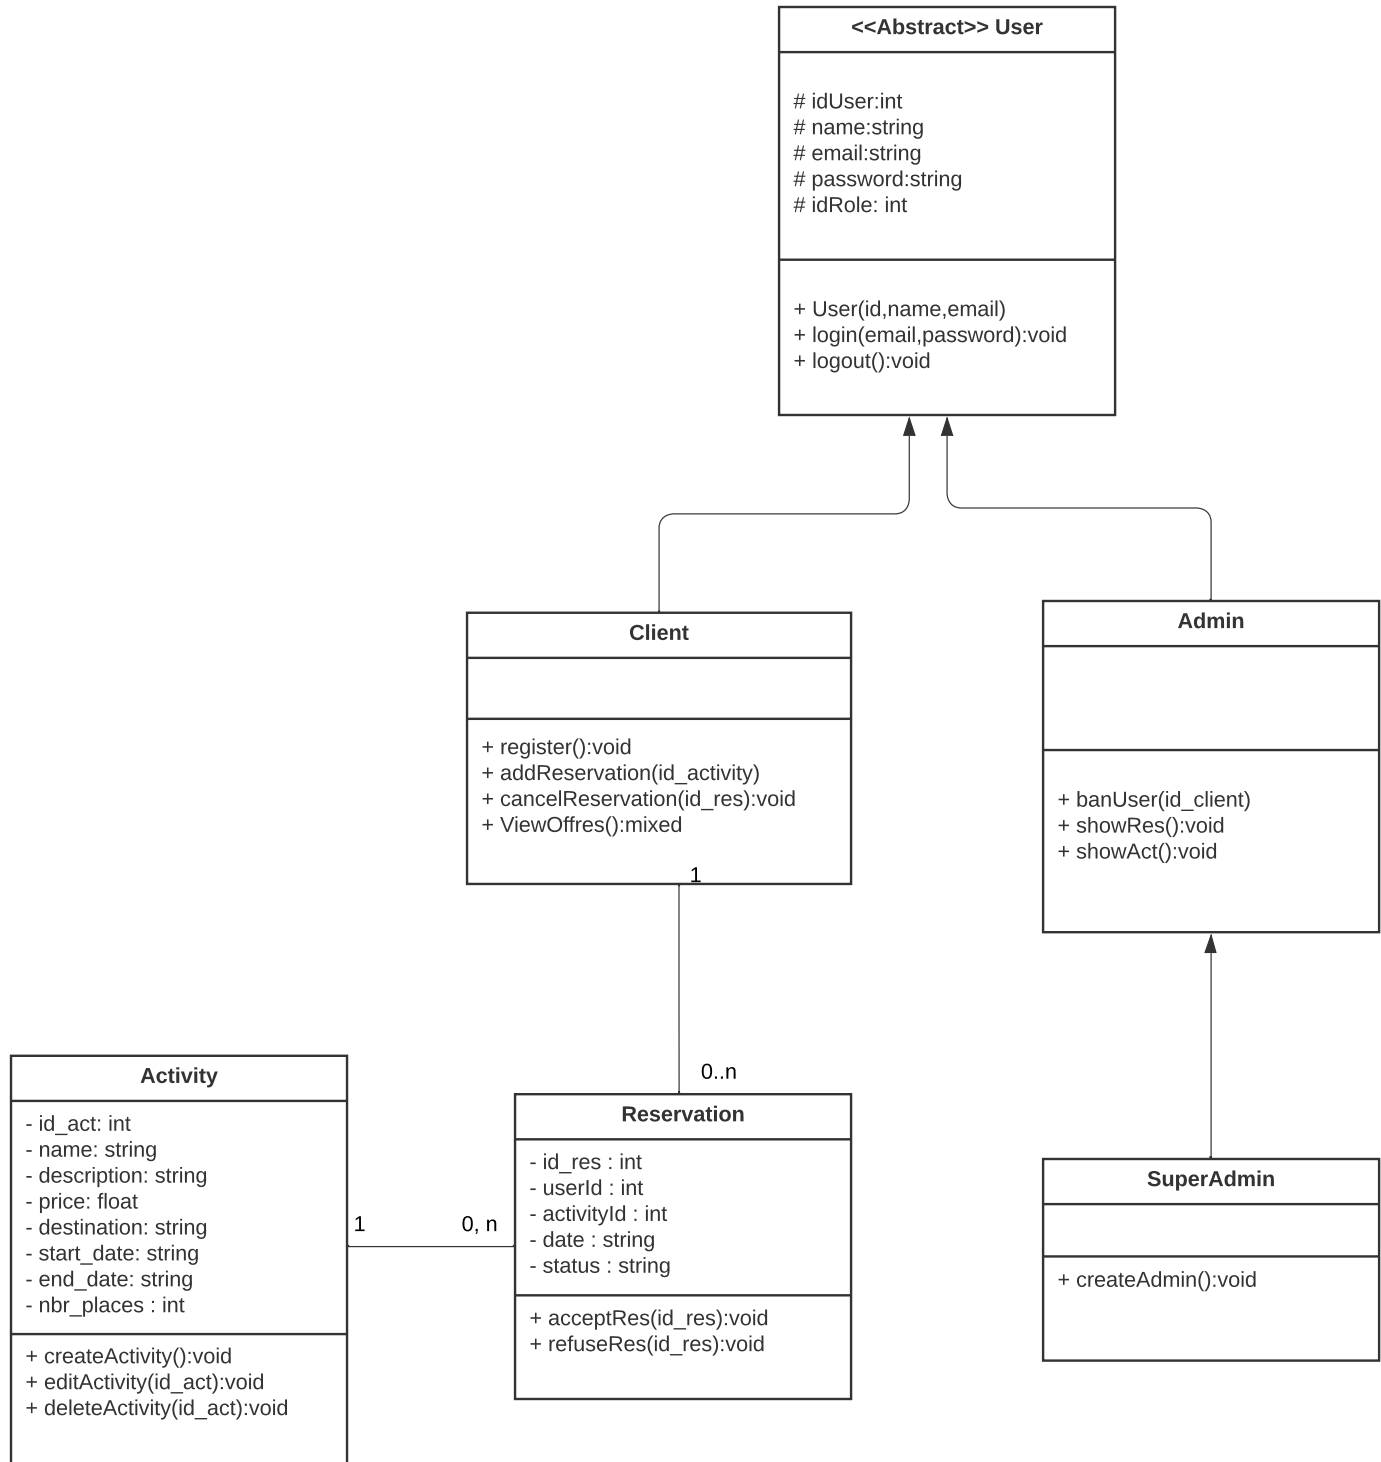 <<Abstract>> User
# idUser:int
# name:string
# email:string
# password:string
# idRole: int
+ User(id,name,email)
+ login(email,password):void
+ logout():void
Client
+ register():void
+ addReservation(id_activity)
+ cancelReservation(id_res):void
+ ViewOffres():mixed
1
0..n
Admin
+ banUser(id_client)
+ showRes():void
+ showAct():void
Activity
- id_act: int
- name: string
- description: string
- price: float
- destination: string
- start_date: string
- end_date: string
- nbr_places : int
+ createActivity():void
+ editActivity(id_act):void
+ deleteActivity(id_act):void
1
0, n
Reservation
- id_res : int
- userId : int
- activityId : int
- date : string
- status : string
+ acceptRes(id_res):void
+ refuseRes(id_res):void
SuperAdmin
+ createAdmin():void